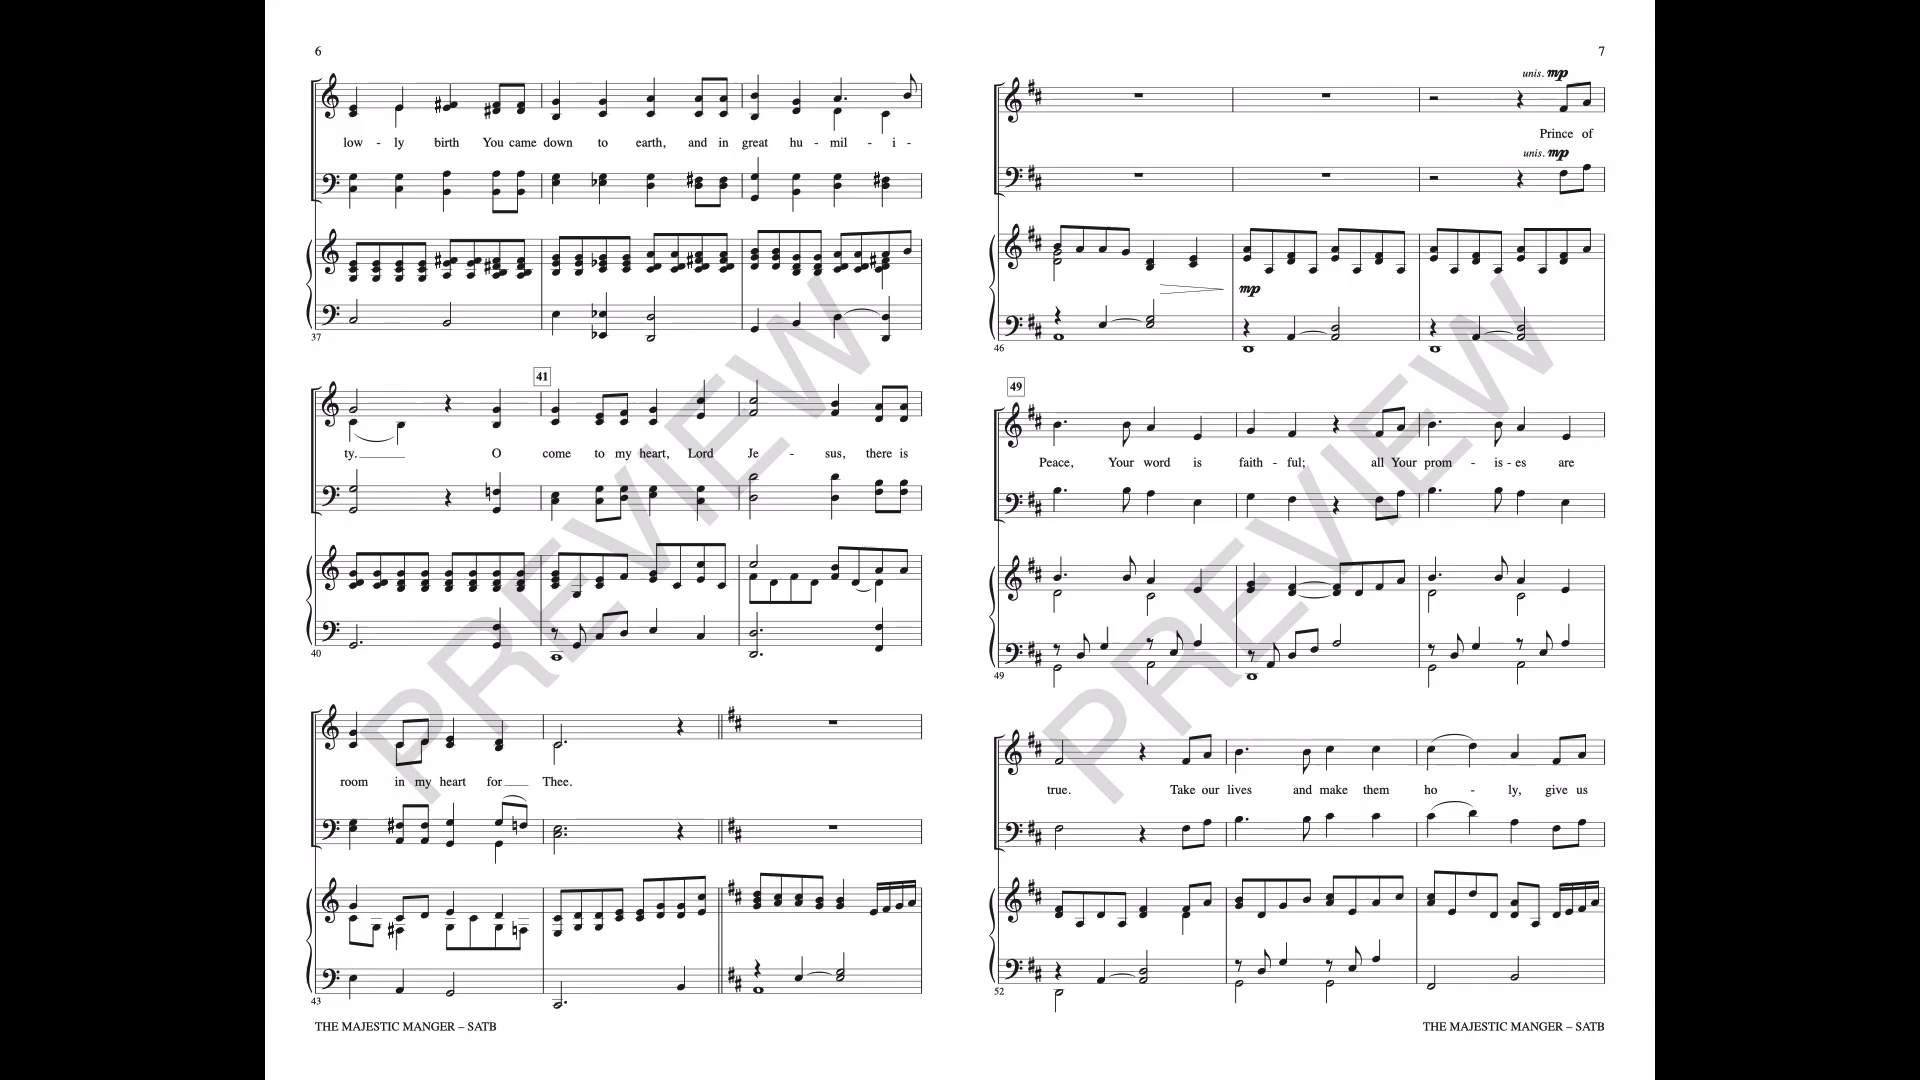 6
low - ly birth You came down to earth, and in great hu - mil - i -
37
41
ty. O come to my heart, Lord Je - sus, there is
40
room in my heart for Thee.
43
THE MAJESTIC MANGER – SATB
7
unis. mp
Prince of
unis. mp
mp
46
49
Peace, Your word is faith - ful; all Your prom - is - es are
49
true. Take our lives and make them ho - ly, give us
52
THE MAJESTIC MANGER – SATB
PREVIEW
PREVIEW